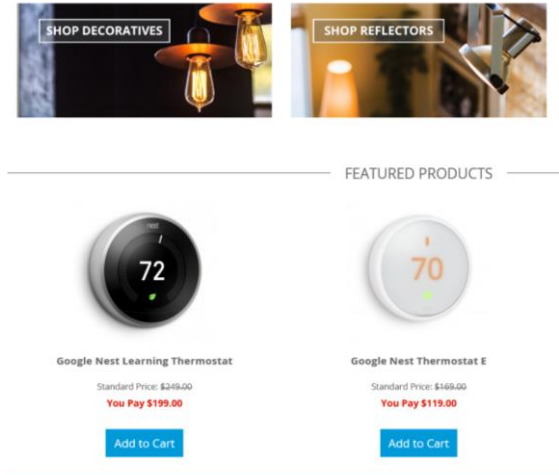 SHOP DECORATIVES
SHOP REFLECTORS
FEATURED PRODUCTS
nest
72
70
Google Nest Learning Thermostat
Google Nest Thermostat E
Standard Price: $249.00
Standard Price: $169.00
You Pay $199.00
You Pay $119.00
Add to Cart
Add to Cart